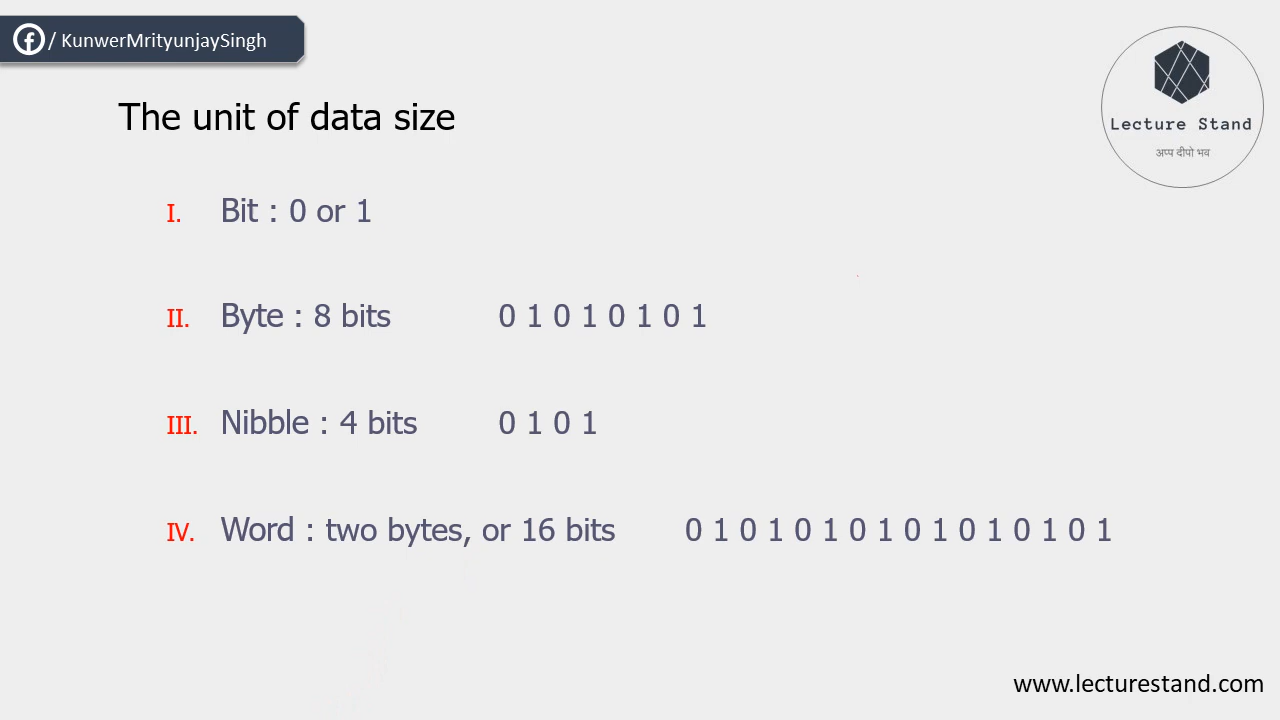 / KunwerMrityunjaySingh
Lecture Stand
अप्प दीपो भव
The unit of data size
I. Bit : 0 or 1
II. Byte : 8 bits 0 1 0 1 0 1 0 1
III. Nibble : 4 bits 0 1 0 1
IV. Word : two bytes, or 16 bits 0 1 0 1 0 1 0 1 0 1 0 1 0 1 0 1
www.lecturestand.com